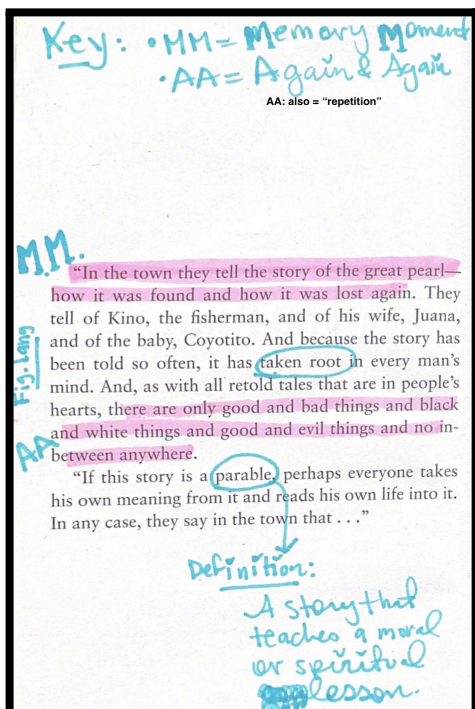 Key: • MM = Memory Moment
• AA = Again & Again
AA: also = “repetition”
M.M.
“In the town they tell the story of the great pearl—
how it was found and how it was lost again. They
tell of Kino, the fisherman, and of his wife, Juana,
and of the baby, Coyotito. And because the story has
been told so often, it has taken root in every man’s
Fig. lang
mind. And, as with all retold tales that are in people’s
hearts, there are only good and bad things and black
and white things and good and evil things and no in-
AA
between anywhere.
“If this story is a parable, perhaps everyone takes
his own meaning from it and reads his own life into it.
In any case, they say in the town that . . .”
Definition:
A story that
teaches a moral
or spiritual
lesson.